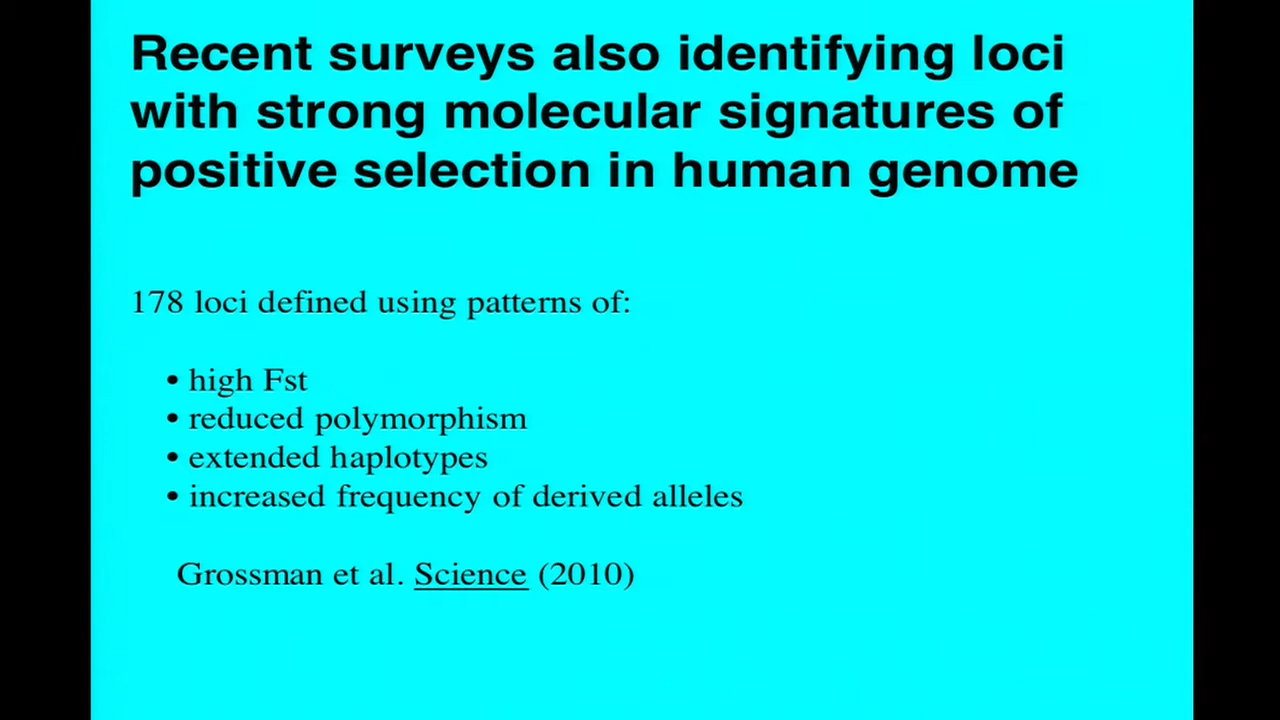 Recent surveys also identifying loci
with strong molecular signatures of
positive selection in human genome
178 loci defined using patterns of:
• high Fst
• reduced polymorphism
• extended haplotypes
• increased frequency of derived alleles
Grossman et al. Science (2010)